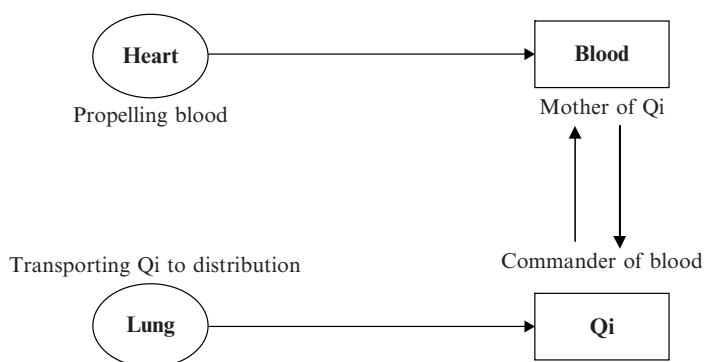 Heart
Blood
Propelling blood
Mother of Qi
Transporting Qi to distribution
Commander of blood
Lung
Qi